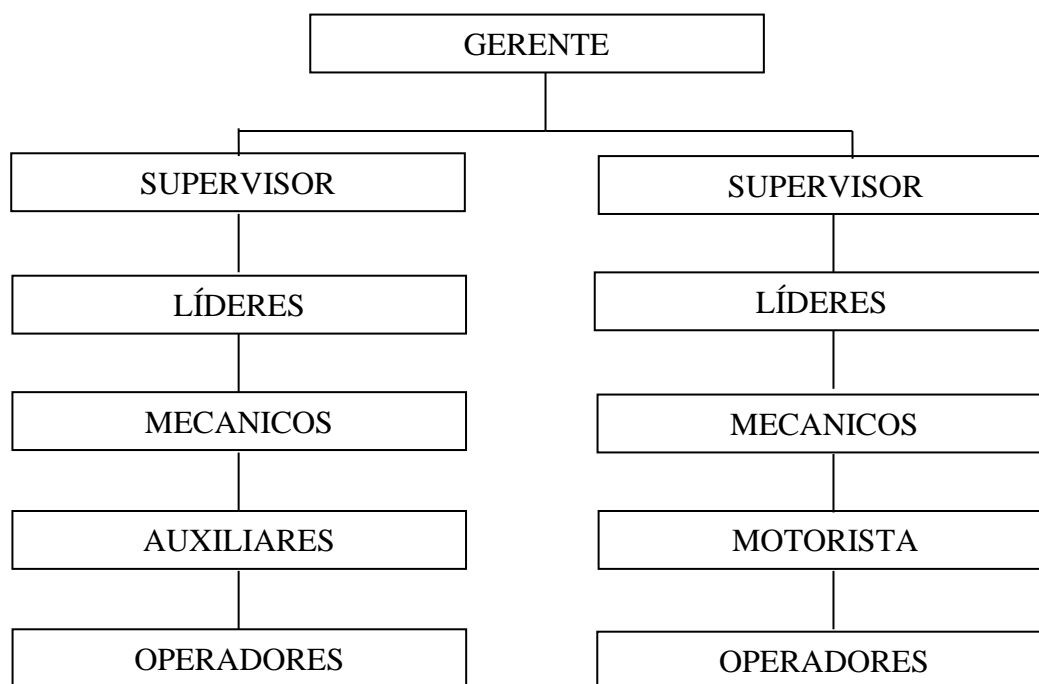 GERENTE
SUPERVISOR
SUPERVISOR
LÍDERES
LÍDERES
MECANICOS
MECANICOS
AUXILIARES
MOTORISTA
OPERADORES
OPERADORES